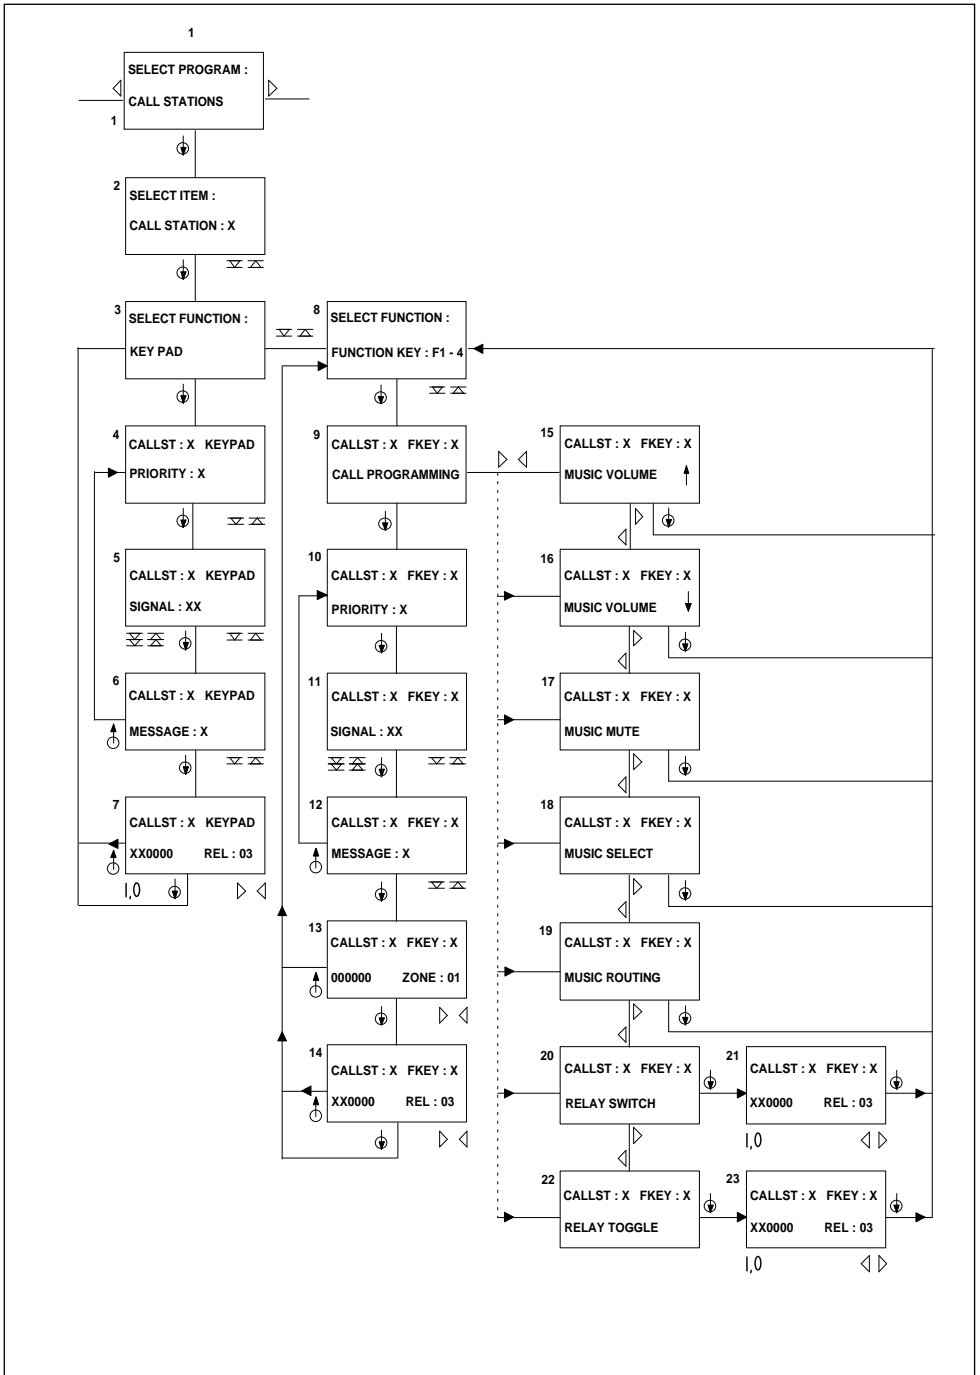 1
SELECT PROGRAM :
CALL STATIONS
1
2
SELECT ITEM :
CALL STATION : X
3
SELECT FUNCTION :
KEY PAD
4
CALLST : X KEYPAD
PRIORITY : X
5
CALLST : X KEYPAD
SIGNAL : XX
6
CALLST : X KEYPAD
MESSAGE : X
7
CALLST : X KEYPAD
XX0000 REL : 03
I,O
8
SELECT FUNCTION :
FUNCTION KEY : F1 - 4
9
CALLST : X FKEY : X
CALL PROGRAMMING
10
CALLST : X FKEY : X
PRIORITY : X
11
CALLST : X FKEY : X
SIGNAL : XX
12
CALLST : X FKEY : X
MESSAGE : X
13
CALLST : X FKEY : X
000000 ZONE : 01
14
CALLST : X FKEY : X
XX0000 REL : 03
15
CALLST : X FKEY : X
MUSIC VOLUME
16
CALLST : X FKEY : X
MUSIC VOLUME
17
CALLST : X FKEY : X
MUSIC MUTE
18
CALLST : X FKEY : X
MUSIC SELECT
19
CALLST : X FKEY : X
MUSIC ROUTING
20
CALLST : X FKEY : X
RELAY SWITCH
21
CALLST : X FKEY : X
XX0000 REL : 03
I,O
22
CALLST : X FKEY : X
RELAY TOGGLE
23
CALLST : X FKEY : X
XX0000 REL : 03
I,O